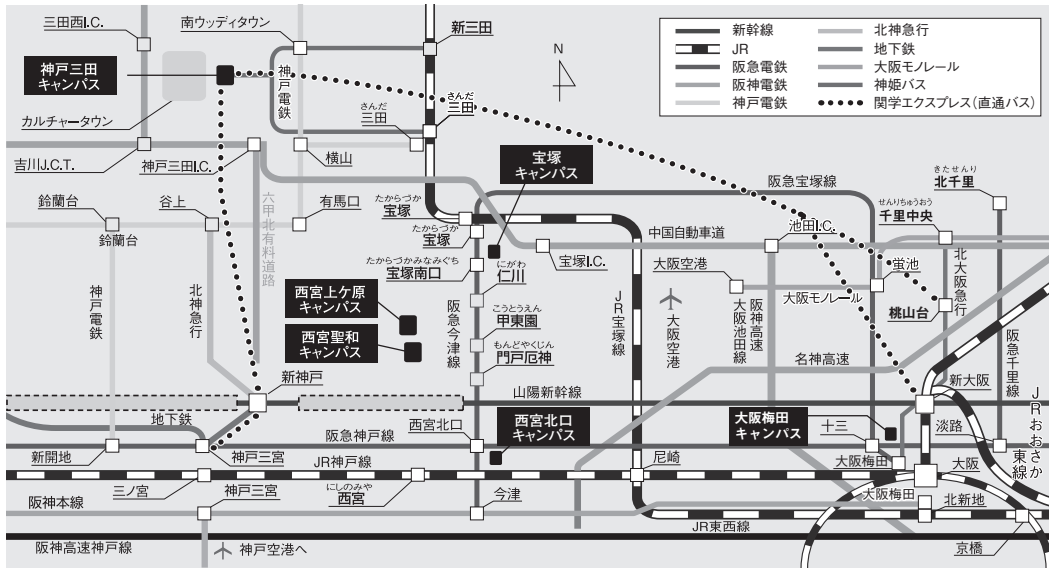 三田西I.C.
南ウッディタウン
新三田
神戸三田
キャンパス
神戸電鉄
カルチャータウン
さんだ
三田
さんだ
三田
吉川J.C.T.
神戸三田I.C.
横山
N
新幹線
JR
阪急電鉄
阪神電鉄
神戸電鉄
北神急行
地下鉄
大阪モノレール
神姫バス
関学エクスプレス(直通バス)
宝塚
キャンパス
阪急宝塚線
きたせんり
北千里
せんりちゅうおう
千里中央
鈴蘭台
鈴蘭台
谷上
有馬口
六甲北有料道路
たからづか
宝塚
たからづか
宝塚
たからづかみなみぐち
宝塚南口
にがわ
仁川
宝塚I.C.
中国自動車道
池田I.C.
大阪空港
蛍池
大阪モノレール
北大阪急行
桃山台
神戸電鉄
北神急行
西宮上ケ原
キャンパス
西宮聖和
キャンパス
阪急今津線
こうとうえん
甲東園
もんどやくじん
門戸厄神
JR宝塚線
大阪空港
大阪池田線
阪神高速
名神高速
阪急千里線
新神戸
山陽新幹線
新大阪
JRおおさか東線
地下鉄
阪急神戸線
西宮北口
西宮北口
キャンパス
大阪梅田
キャンパス
十三
淡路
新開地
神戸三宮
JR神戸線
尼崎
大阪梅田
大阪
三ノ宮
神戸三宮
にしのみや
西宮
今津
大阪梅田
北新地
阪神本線
JR東西線
京橋
阪神高速神戸線
神戸空港へ